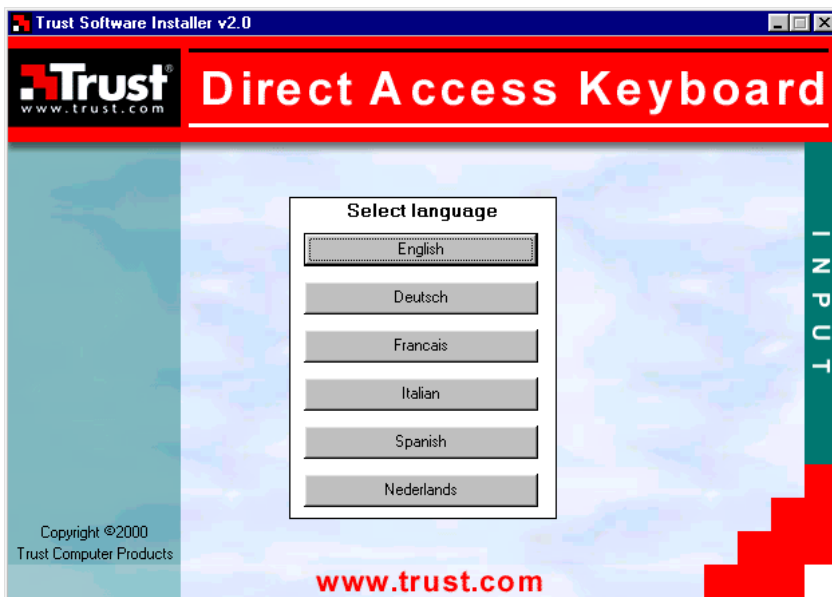 Trust Software Installer v2.0
Trust®
www.trust.com
Direct Access Keyboard
Select language
English
Deutsch
Francais
Italian
Spanish
Nederlands
INPUT
Copyright ©2000
Trust Computer Products
www.trust.com